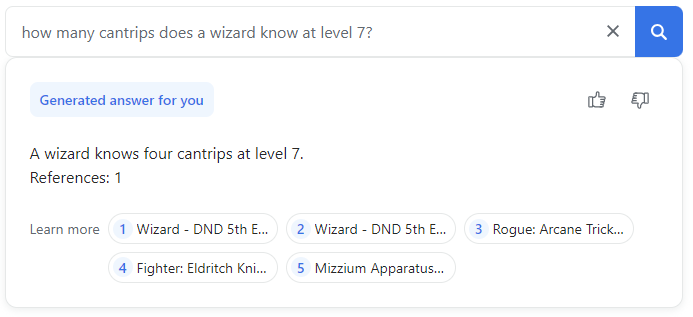 how many cantrips does a wizard know at level 7?
Generated answer for you
A wizard knows four cantrips at level 7.
References: 1
Learn more 1 Wizard - DND 5th E... 2 Wizard - DND 5th E... 3 Rogue: Arcane Trick...
4 Fighter: Eldritch Kni... 5 Mizzium Apparatus...